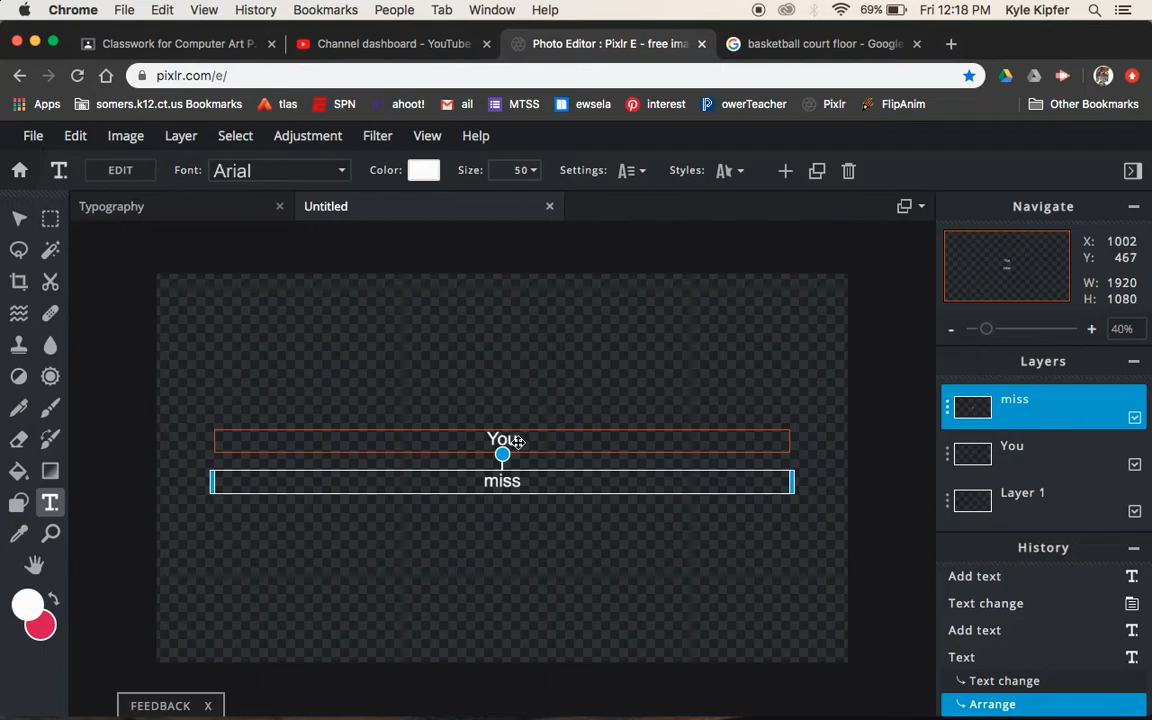 Chrome File Edit View History Bookmarks People Tab Window Help 69% Fri 12:18 PM Kyle Kipfer
Classwork for Computer Art P Channel dashboard - YouTube Photo Editor : Pixlr E - free ima basketball court floor - Google
pixlr.com/e/
Apps somers.k12.ct.us Bookmarks tlas SPN ahoot! ail MTSS ewsela interest owerTeacher Pixlr FlipAnim Other Bookmarks
File Edit Image Layer Select Adjustment Filter View Help
T. EDIT Font: Arial Color: Size: 50 Settings: Styles:
Typography Untitled Navigate
X: 1002
Y: 467
W: 1920
H: 1080
40%
Layers
miss
You
Layer 1
You
miss
History
Add text
Text change
Add text
Text
Text change
Arrange
FEEDBACK X